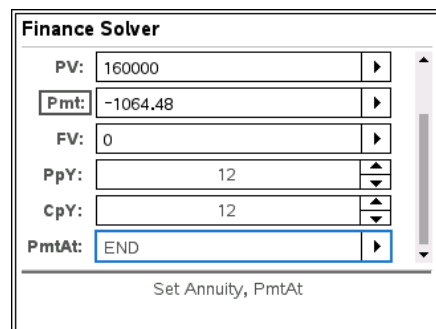 Finance Solver
PV: 160000
Pmt: -1064.48
FV: 0
PpY: 12
CpY: 12
PmtAt: END
Set Annuity, PmtAt